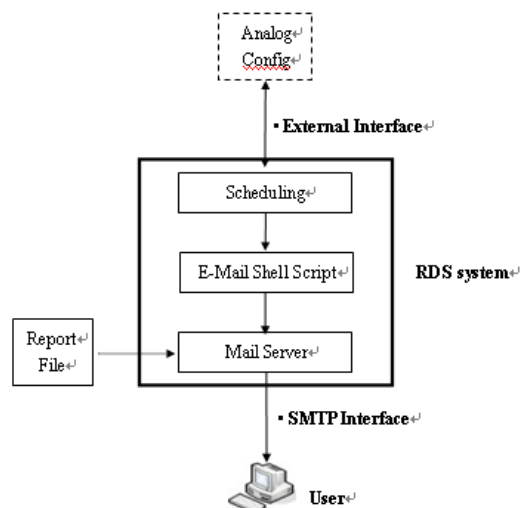 Analog
Config
▪ External Interface
Scheduling
E-Mail Shell Script
RDS system
Report
File
Mail Server
▪ SMTP Interface
User